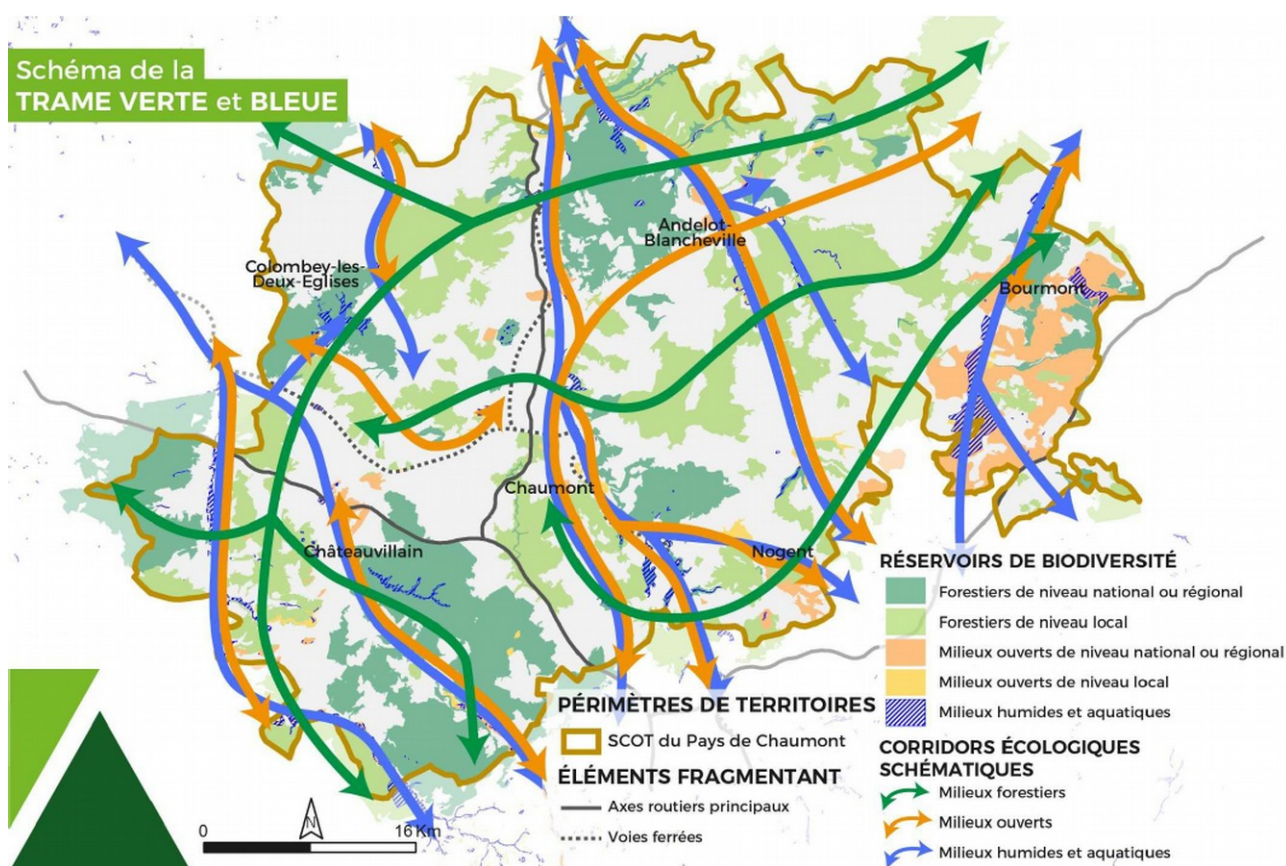 Schéma de la
TRAME VERTE et BLEUE
Colombey-les-
Deux-Eglises
Andelot-
Blancheville
Bourmont
Chaumont
Châteauvillain
Nogent
RÉSERVOIRS DE BIODIVERSITÉ
Forestiers de niveau national ou régional
Forestiers de niveau local
Milieux ouverts de niveau national ou régional
Milieux ouverts de niveau local
Milieux humides et aquatiques
PÉRIMÈTRES DE TERRITOIRES
SCOT du Pays de Chaumont
ÉLÉMENTS FRAGMENTANT
Axes routiers principaux
Voies ferrées
CORRIDORS ÉCOLOGIQUES
SCHÉMATIQUES
Milieux forestiers
Milieux ouverts
Milieux humides et aquatiques
0 N 16 Km